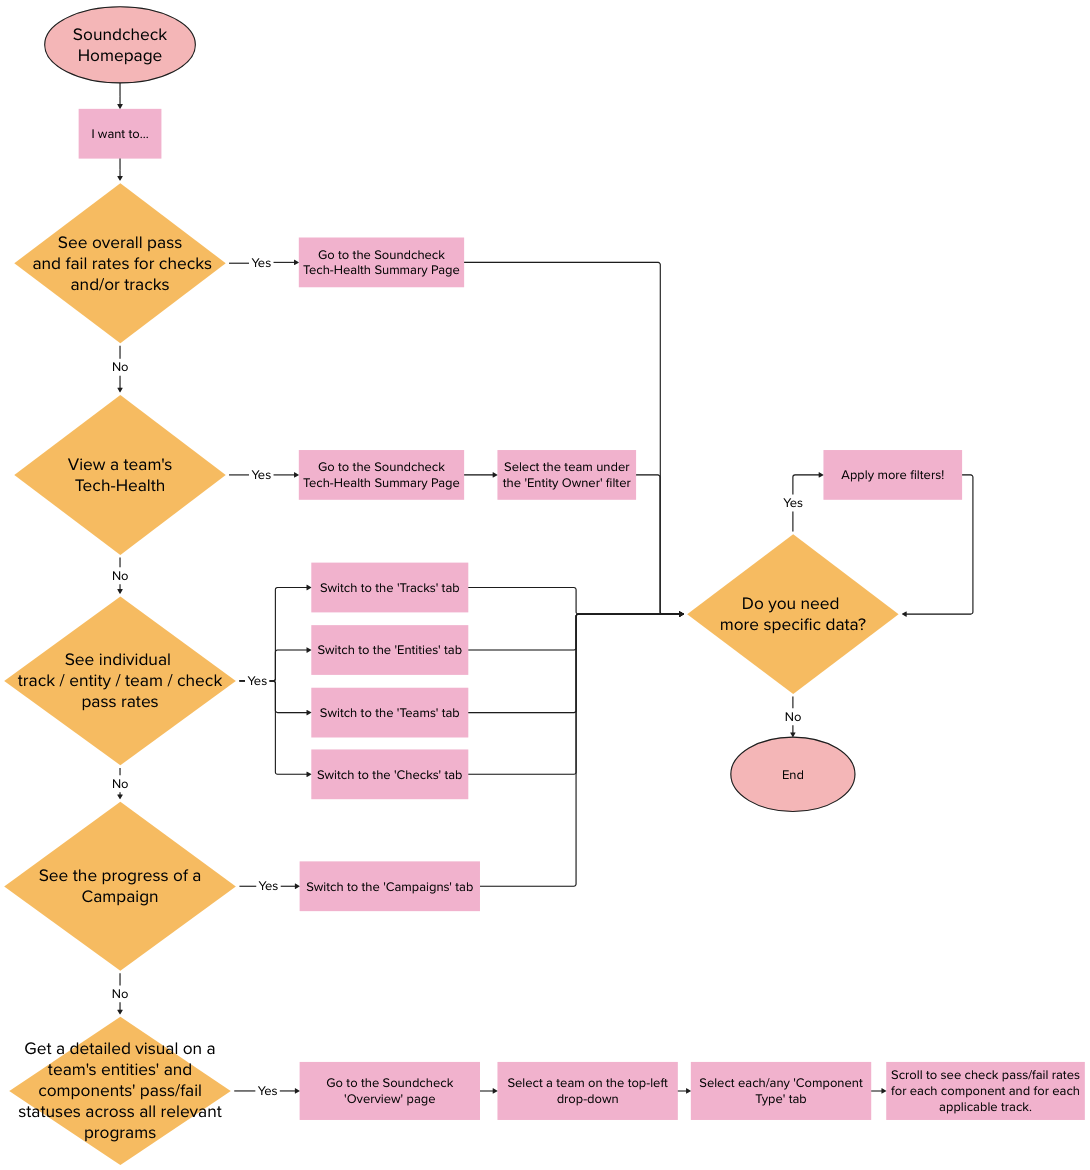 Soundcheck
Homepage
I want to...
See overall pass
and fail rates for checks
and/or tracks
Yes
Go to the Soundcheck
Tech-Health Summary Page
No
View a team's
Tech-Health
Yes
Go to the Soundcheck
Tech-Health Summary Page
Select the team under
the 'Entity Owner' filter
No
See individual
track / entity / team / check
pass rates
Yes
Switch to the 'Tracks' tab
Switch to the 'Entities' tab
Switch to the 'Teams' tab
Switch to the 'Checks' tab
No
See the progress of a
Campaign
Yes
Switch to the 'Campaigns' tab
No
Get a detailed visual on a
team's entities' and
components' pass/fail
statuses across all relevant
programs
Yes
Go to the Soundcheck
'Overview' page
Select a team on the top-left
drop-down
Select each/any 'Component
Type' tab
Scroll to see check pass/fail rates
for each component and for each
applicable track.
Do you need
more specific data?
Yes
Apply more filters!
No
End